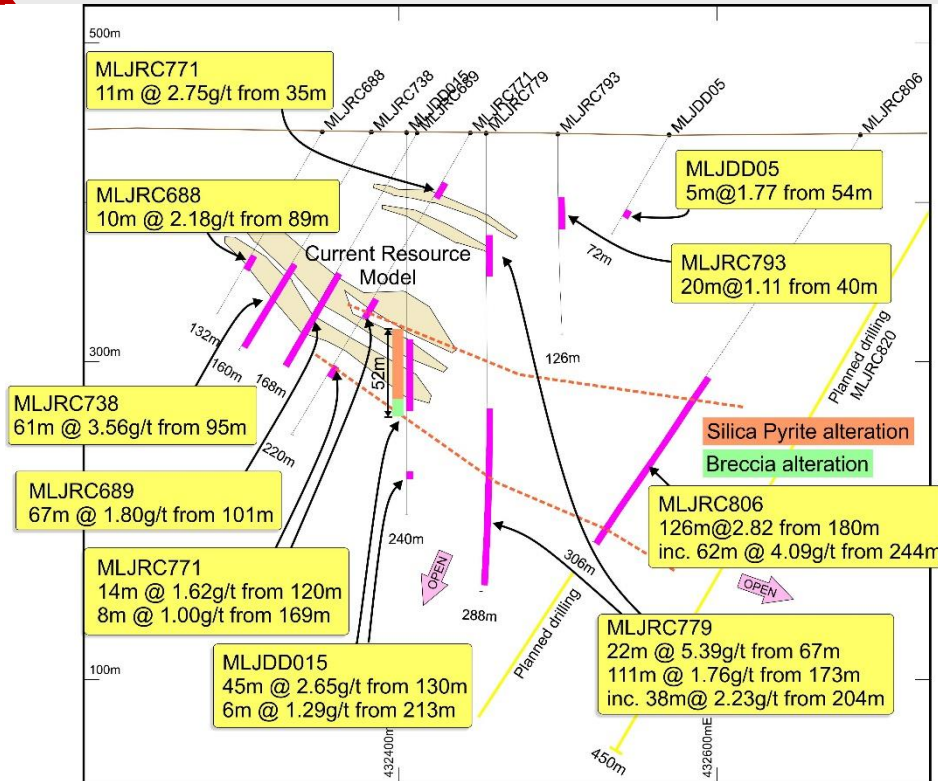 500m
MLJRC771
11m @ 2.75g/t from 35m
MLJRC688
MLJRC738
MLJDD015
MLJRC689
MLJRC771
MLJRC779
MLJRC793
MLJDD05
MLJRC806
MLJDD05
5m@1.77 from 54m
MLJRC688
10m @ 2.18g/t from 89m
Current Resource
Model
72m
MLJRC793
20m@1.11 from 40m
132m
160m
168m
220m
126m
300m
52m
Planned drilling
MLJRC820
MLJRC738
61m @ 3.56g/t from 95m
Silica Pyrite alteration
Breccia alteration
MLJRC689
67m @ 1.80g/t from 101m
MLJRC806
126m@2.82 from 180m
inc. 62m @ 4.09g/t from 244m
240m
306m
OPEN
OPEN
288m
MLJRC771
14m @ 1.62g/t from 120m
8m @ 1.00g/t from 169m
Planned drilling
MLJRC779
22m @ 5.39g/t from 67m
111m @ 1.76g/t from 173m
inc. 38m@ 2.23g/t from 204m
MLJDD015
45m @ 2.65g/t from 130m
6m @ 1.29g/t from 213m
100m
432400m
432600mE
450m